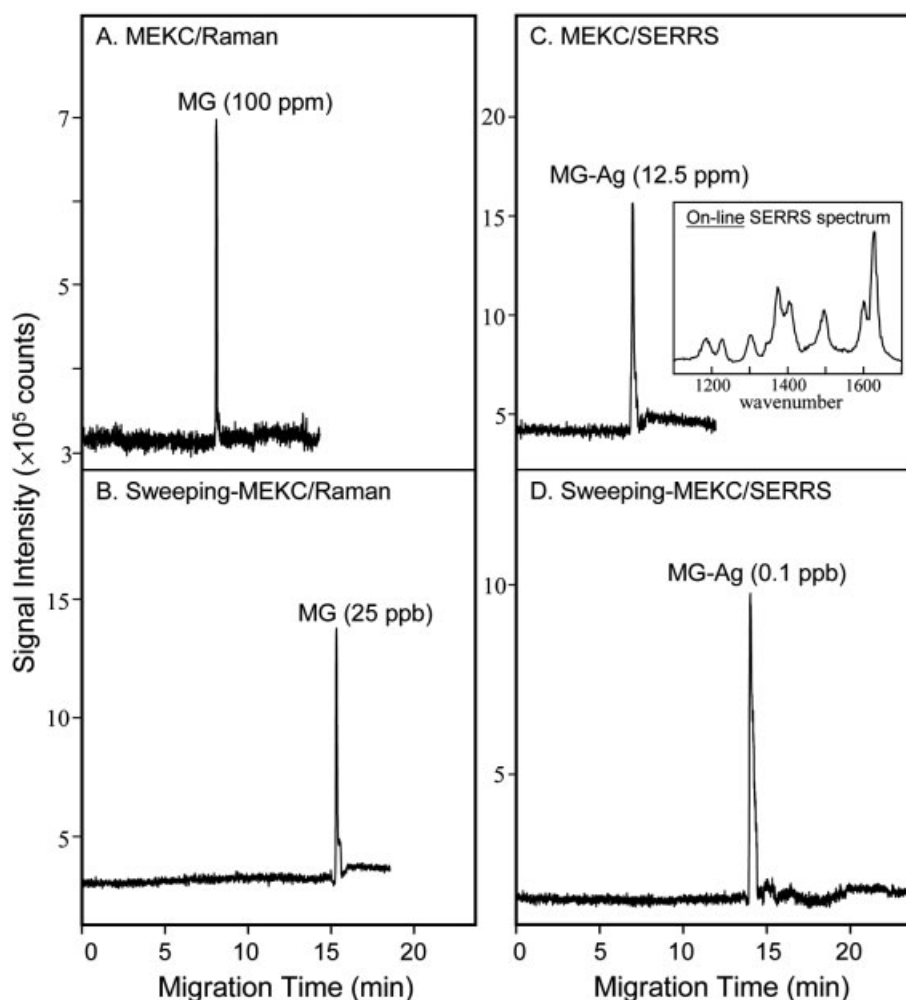 A. MEKC/Raman
MG (100 ppm)
7
5
3
C. MEKC/SERRS
MG-Ag (12.5 ppm)
20
15
10
5
On-line SERRS spectrum
1200 1400 1600
wavenumber
Signal Intensity (×10⁵ counts)
B. Sweeping-MEKC/Raman
MG (25 ppb)
15
10
5
0 5 10 15 20
Migration Time (min)
D. Sweeping-MEKC/SERRS
MG-Ag (0.1 ppb)
10
5
0 5 10 15 20
Migration Time (min)